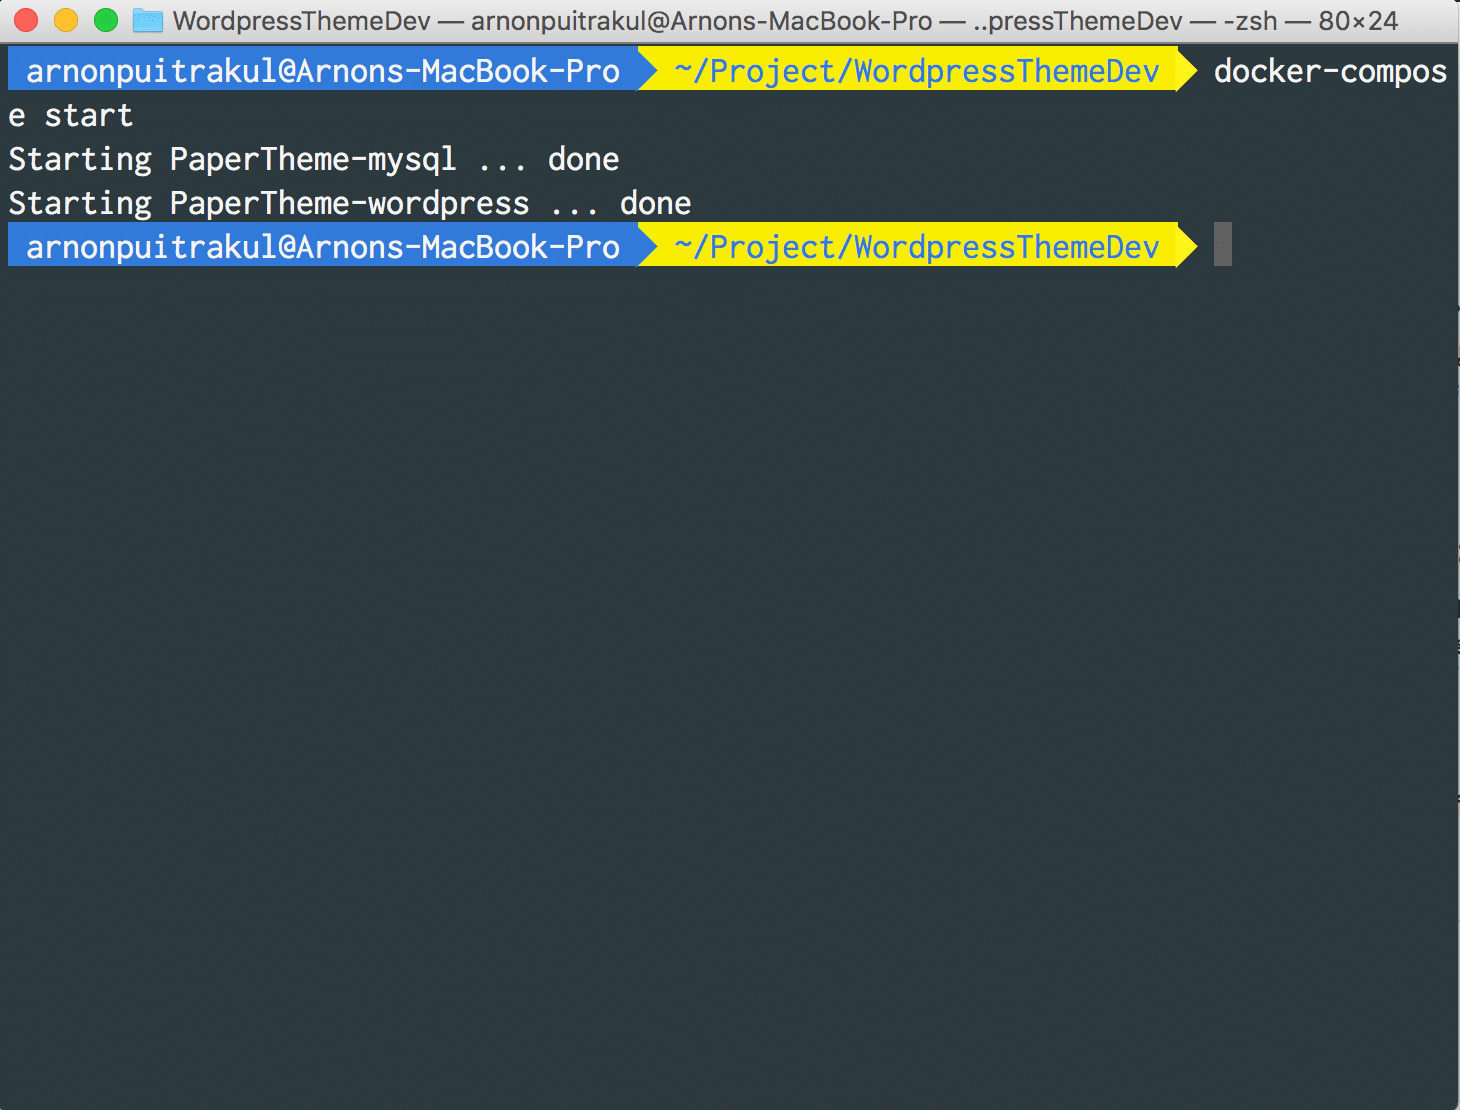 WordpressThemeDev — arnonpuitrakul@Arnons-MacBook-Pro — ..pressThemeDev — -zsh — 80×24
arnonpuitrakul@Arnons-MacBook-Pro ~/Project/WordpressThemeDev docker-compos
e start
Starting PaperTheme-mysql ... done
Starting PaperTheme-wordpress ... done
arnonpuitrakul@Arnons-MacBook-Pro ~/Project/WordpressThemeDev